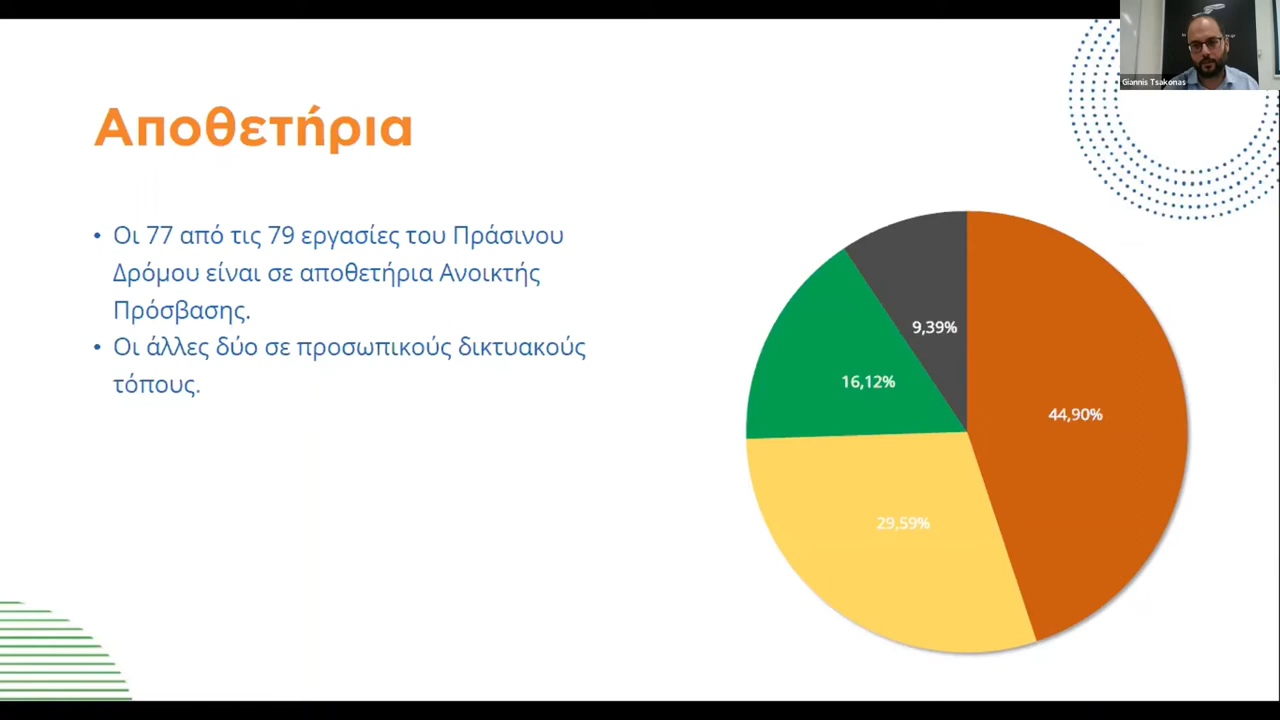 Giannis Tsakonas
Αποθετήρια
• Οι 77 από τις 79 εργασίες του Πράσινου
Δρόμου είναι σε αποθετήρια Ανοικτής
Πρόσβασης.
• Οι άλλες δύο σε προσωπικούς δικτυακούς
τόπους.
9,39%
16,12%
44,90%
29,59%